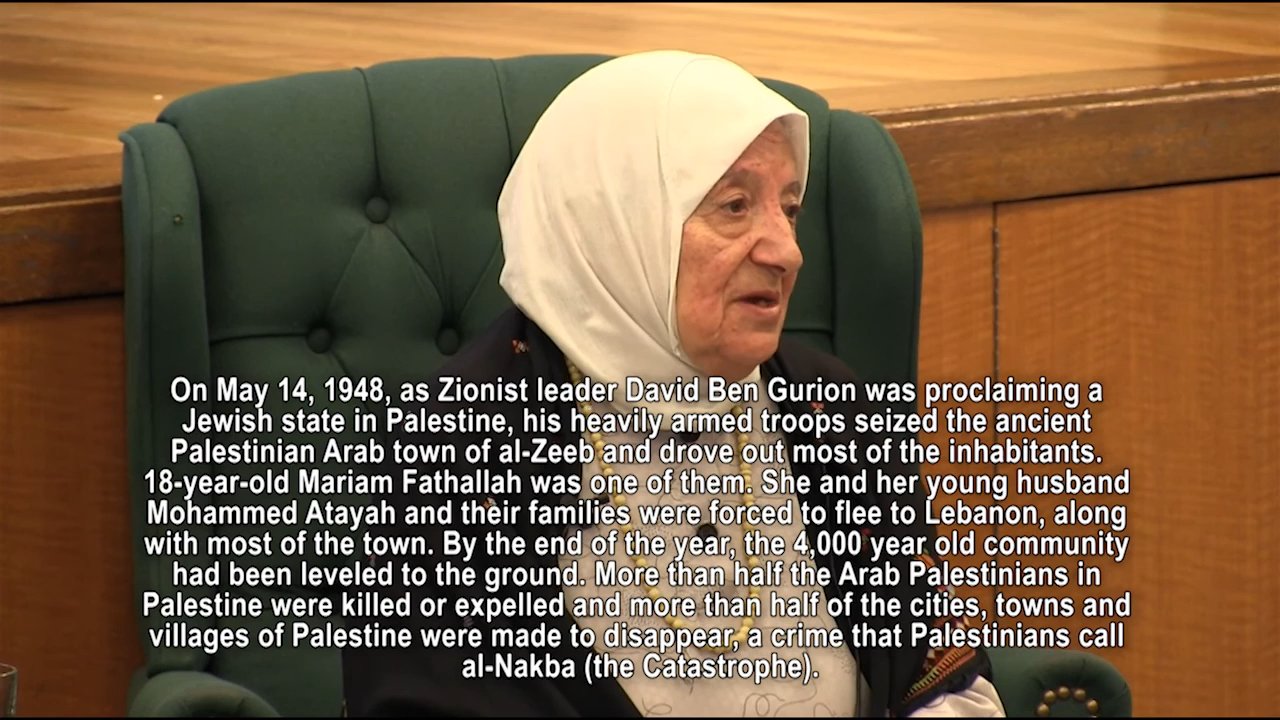 On May 14, 1948, as Zionist leader David Ben Gurion was proclaiming a
Jewish state in Palestine, his heavily armed troops seized the ancient
Palestinian Arab town of al-Zeeb and drove out most of the inhabitants.
18-year-old Mariam Fathallah was one of them. She and her young husband
Mohammed Atayah and their families were forced to flee to Lebanon, along
with most of the town. By the end of the year, the 4,000 year old community
had been leveled to the ground. More than half the Arab Palestinians in
Palestine were killed or expelled and more than half of the cities, towns and
villages of Palestine were made to disappear, a crime that Palestinians call
al-Nakba (the Catastrophe).